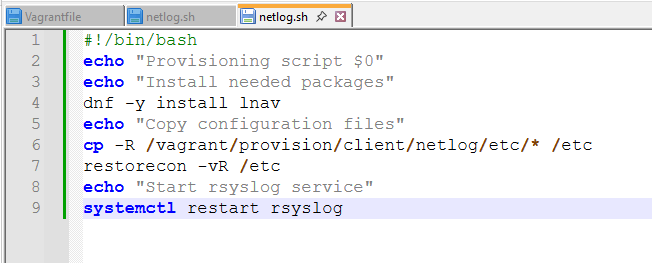 Vagrantfile netlog.sh netlog.sh
1 #!/bin/bash
2 echo "Provisioning script $0"
3 echo "Install needed packages"
4 dnf -y install lnav
5 echo "Copy configuration files"
6 cp -R /vagrant/provision/client/netlog/etc/* /etc
7 restorecon -vR /etc
8 echo "Start rsyslog service"
9 systemctl restart rsyslog